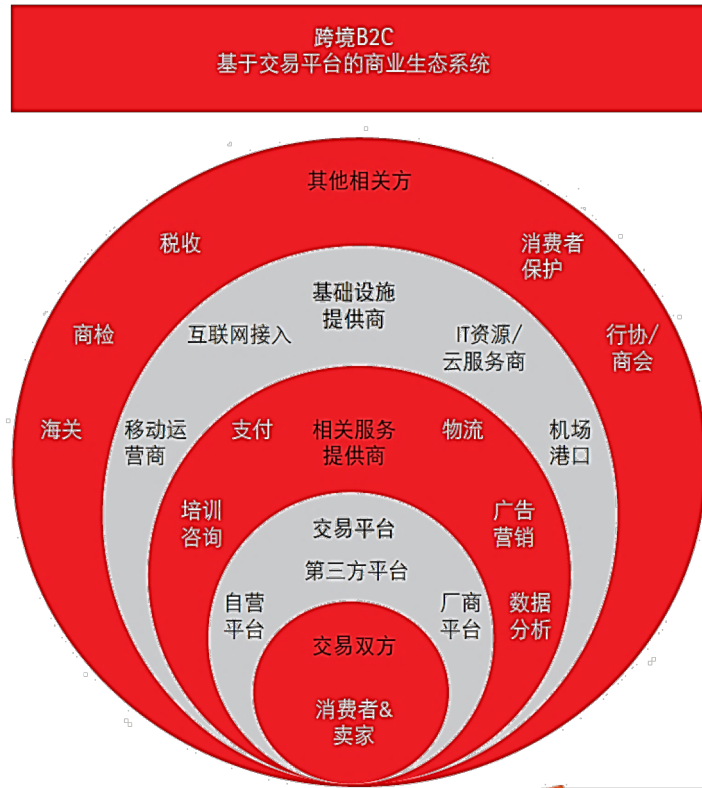 跨境B2C
基于交易平台的商业生态系统
其他相关方
税收
消费者
保护
基础设施
提供商
商检
互联网接入
IT资源/
云服务商
行协/
商会
海关
移动运
营商
支付
相关服务
提供商
物流
机场
港口
培训
咨询
广告
营销
交易平台
第三方平台
自营
平台
厂商
平台
数据
分析
交易双方
消费者&
卖家